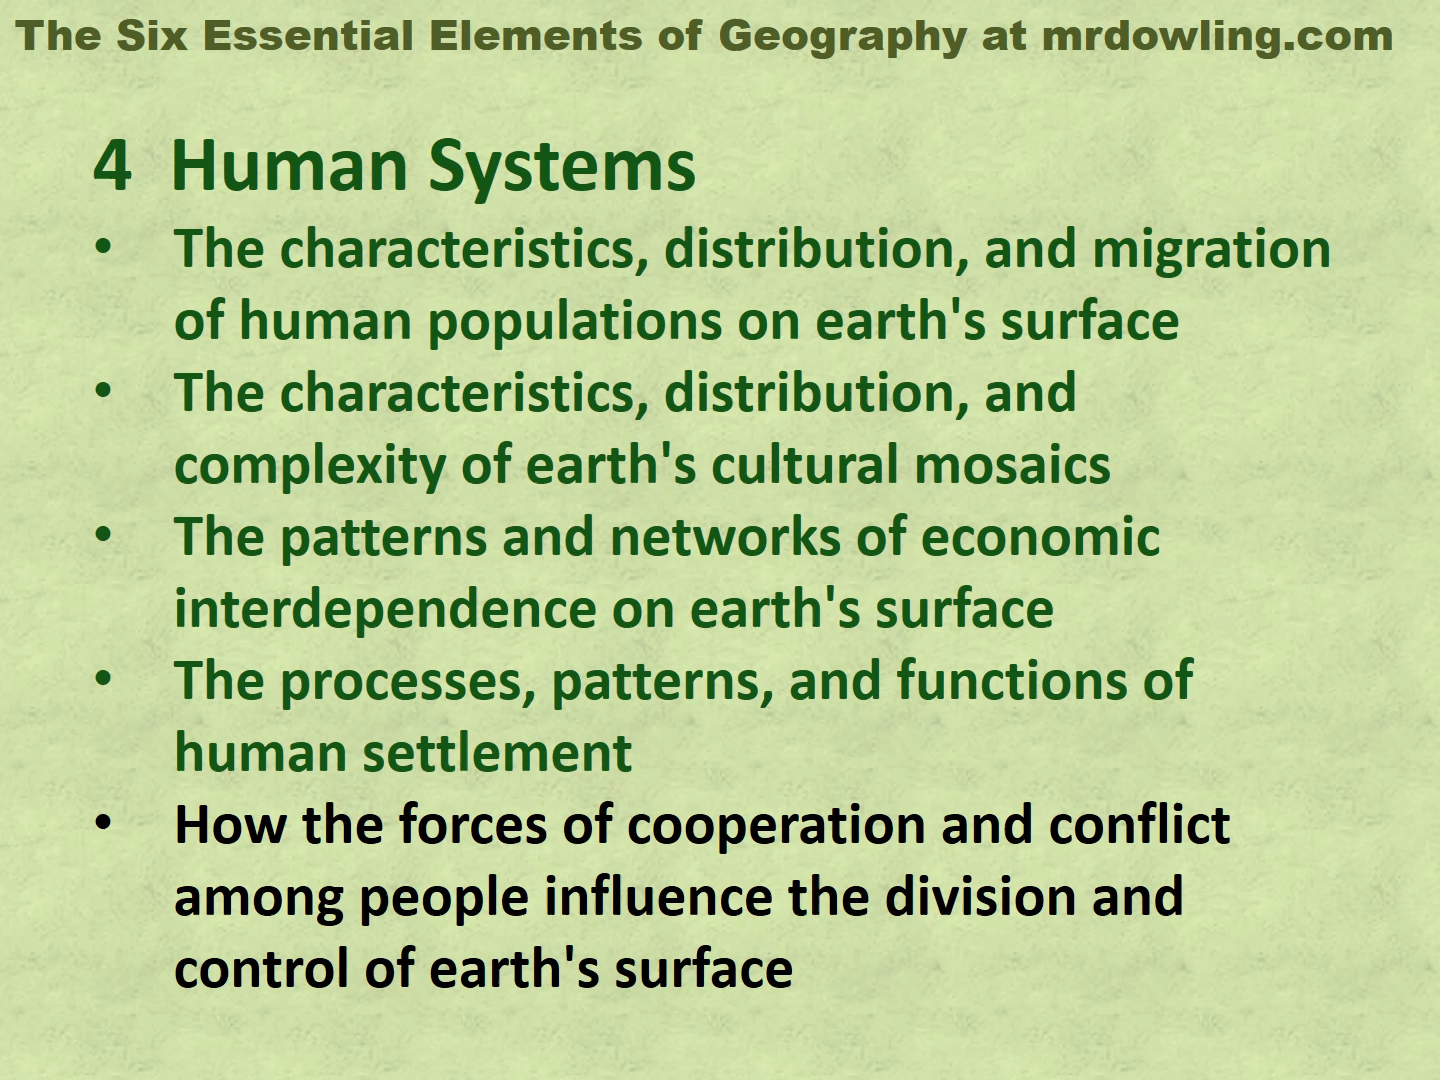 The Six Essential Elements of Geography at mrdowling.com
4 Human Systems
• The characteristics, distribution, and migration
of human populations on earth's surface
• The characteristics, distribution, and
complexity of earth's cultural mosaics
• The patterns and networks of economic
interdependence on earth's surface
• The processes, patterns, and functions of
human settlement
• How the forces of cooperation and conflict
among people influence the division and
control of earth's surface